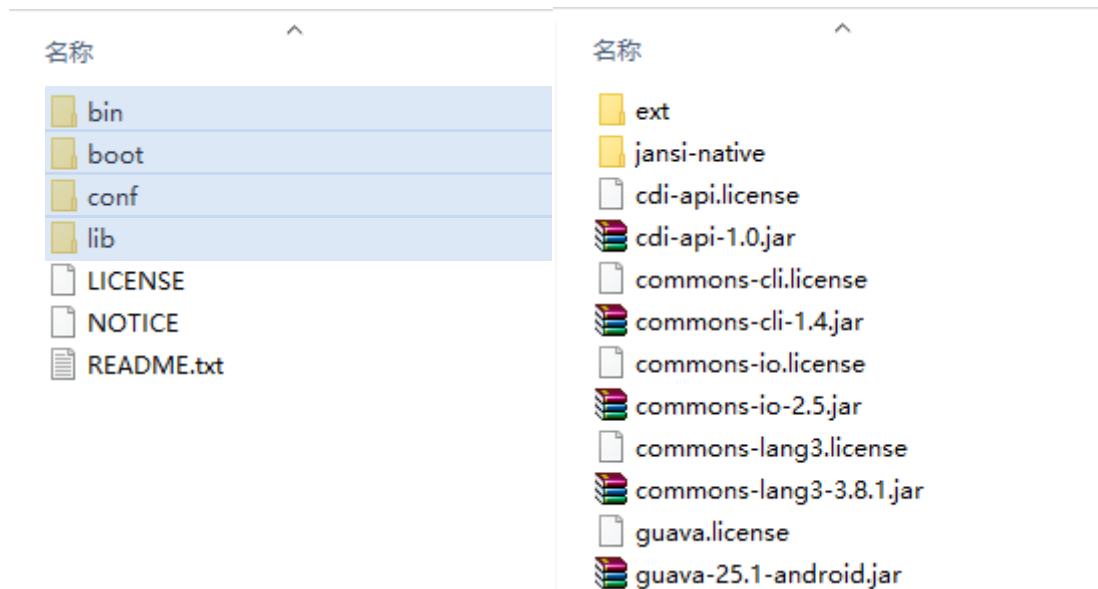 名称
bin
boot
conf
lib
LICENSE
NOTICE
README.txt
名称
ext
jansi-native
cdi-api.license
cdi-api-1.0.jar
commons-cli.license
commons-cli-1.4.jar
commons-io.license
commons-io-2.5.jar
commons-lang3.license
commons-lang3-3.8.1.jar
guava.license
guava-25.1-android.jar